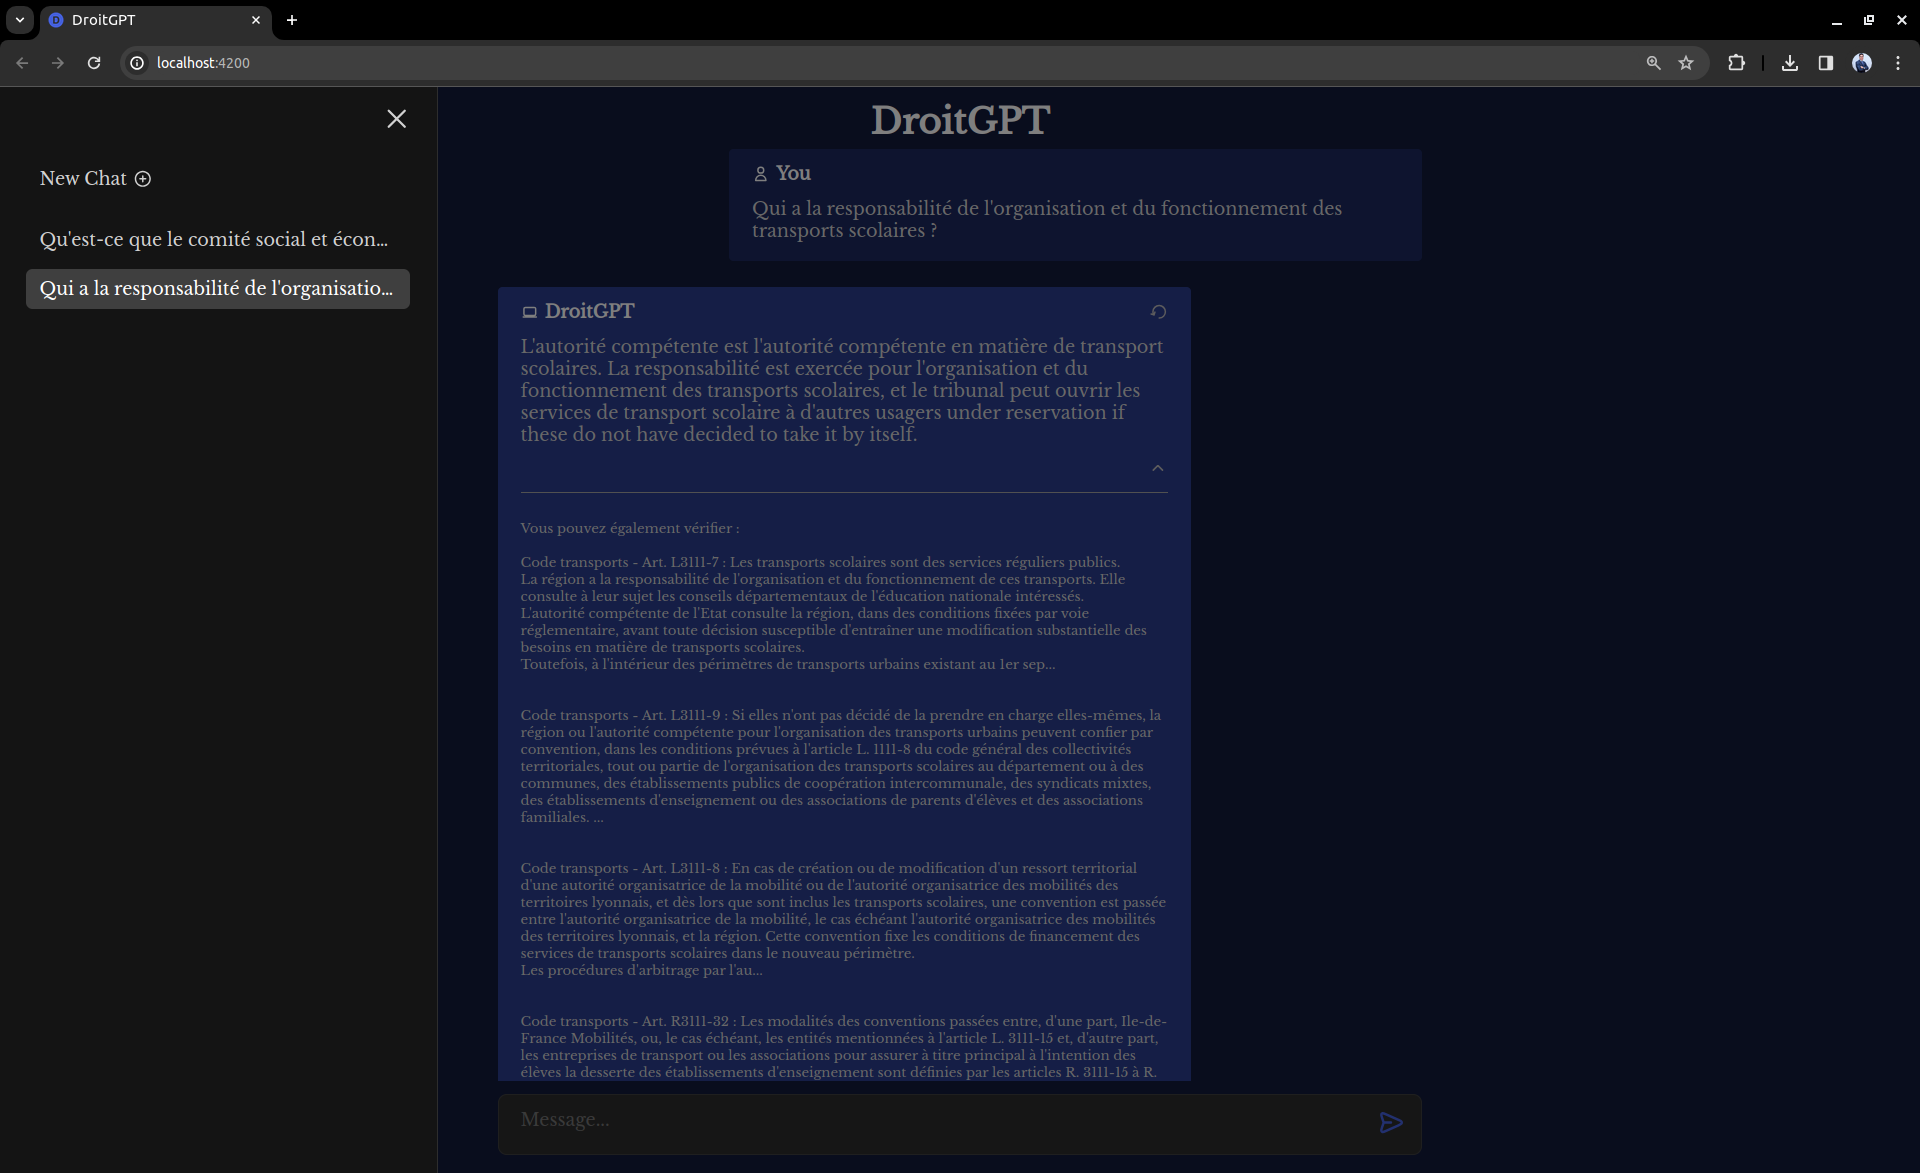 DroitGPT
localhost:4200
New Chat
Qu'est-ce que le comité social et écon...
Qui a la responsabilité de l'organisatio...
DroitGPT
You
Qui a la responsabilité de l'organisation et du fonctionnement des
transports scolaires ?
DroitGPT
L'autorité compétente est l'autorité compétente en matière de transport
scolaires. La responsabilité est exercée pour l'organisation et du
fonctionnement des transports scolaires, et le tribunal peut ouvrir les
services de transport scolaire à d'autres usagers under reservation if
these do not have decided to take it by itself.
Vous pouvez également vérifier :
Code transports - Art. L3111-7 : Les transports scolaires sont des services réguliers publics.
La région a la responsabilité de l'organisation et du fonctionnement de ces transports. Elle
consulte à leur sujet les conseils départementaux de l'éducation nationale intéressés.
L'autorité compétente de l'Etat consulte la région, dans des conditions fixées par voie
réglementaire, avant toute décision susceptible d'entraîner une modification substantielle des
besoins en matière de transports scolaires.
Toutefois, à l'intérieur des périmètres de transports urbains existant au 1er sep...
Code transports - Art. L3111-9 : Si elles n'ont pas décidé de la prendre en charge elles-mêmes, la
région ou l'autorité compétente pour l'organisation des transports urbains peuvent confier par
convention, dans les conditions prévues à l'article L. 1111-8 du code général des collectivités
territoriales, tout ou partie de l'organisation des transports scolaires au département ou à des
communes, des établissements publics de coopération intercommunale, des syndicats mixtes,
des établissements d'enseignement ou des associations de parents d'élèves et des associations
familiales. ...
Code transports - Art. L3111-8 : En cas de création ou de modification d'un ressort territorial
d'une autorité organisatrice de la mobilité ou de l'autorité organisatrice des mobilités des
territoires lyonnais, et dès lors que sont inclus les transports scolaires, une convention est passée
entre l'autorité organisatrice de la mobilité, le cas échéant l'autorité organisatrice des mobilités
des territoires lyonnais, et la région. Cette convention fixe les conditions de financement des
services de transports scolaires dans le nouveau périmètre.
Les procédures d'arbitrage par l'au...
Code transports - Art. R3111-32 : Les modalités des conventions passées entre, d'une part, Ile-de-
France Mobilités, ou, le cas échéant, les entités mentionnées à l'article L. 3111-15 et, d'autre part,
les entreprises de transport ou les associations pour assurer à titre principal à l'intention des
élèves la desserte des établissements d'enseignement sont définies par les articles R. 3111-15 à R.
Message...